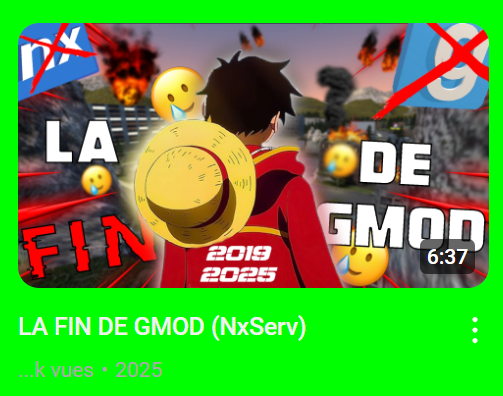 nx
LA
DE
FIN
GMOD
2019
2025
6:37
LA FIN DE GMOD (NxServ)
...k vues • 2025